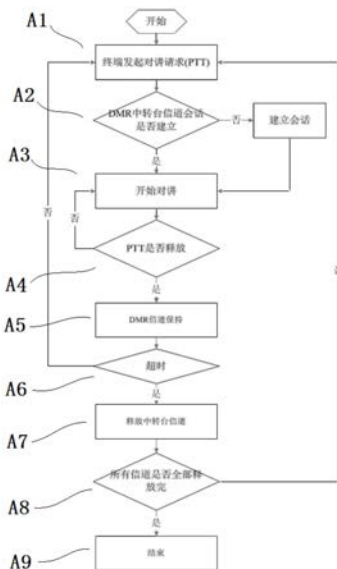 开始
A1
终端发起对讲请求(PTT)
A2
DMR中转台信道会话
是否建立
否
建立会话
是
A3
开始对讲
否
否
PTT是否释放
A4
是
A5
DMR信道保持
超时
A6
是
A7
释放中转台信道
所有信道是否全部释
放完
A8
是
A9
结束